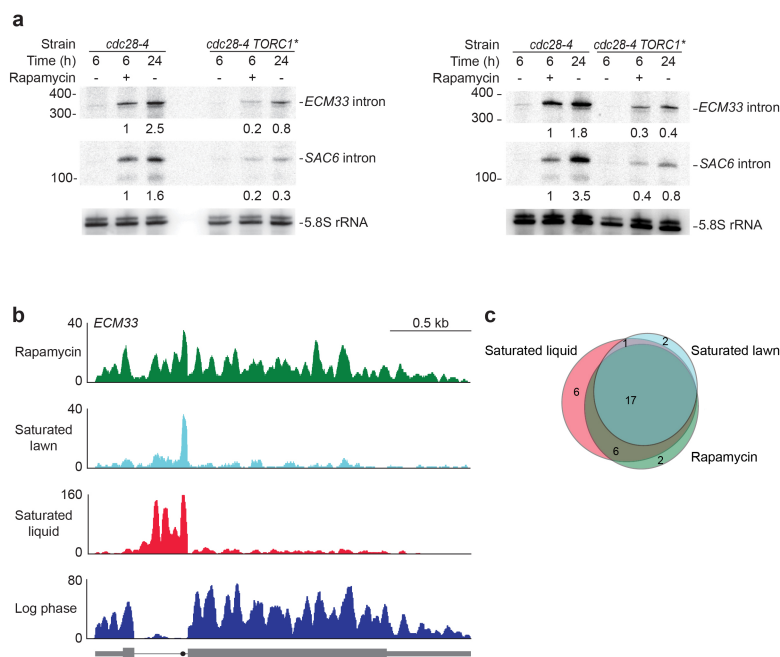 a
Strain cdc28-4 cdc28-4 TORC1*
Time (h) 6 6 24 6 6 24
Rapamycin - + - - + -
400-
300-
-ECM33 intron
1 2.5 0.2 0.8
-SAC6 intron
100-
1 1.6 0.2 0.3
-5.8S rRNA
Strain cdc28-4 cdc28-4 TORC1*
Time (h) 6 6 24 6 6 24
Rapamycin - + - - + -
400 -
300 -
-ECM33 intron
1 1.8 0.3 0.4
-SAC6 intron
100-
1 3.5 0.4 0.8
-5.8S rRNA
b
40 ECM33 0.5 kb
Rapamycin
0
40
Saturated
lawn
0
160
Saturated
liquid
0
80
Log phase
0
c
Saturated liquid 1 2 Saturated lawn
6 17
6 2 Rapamycin